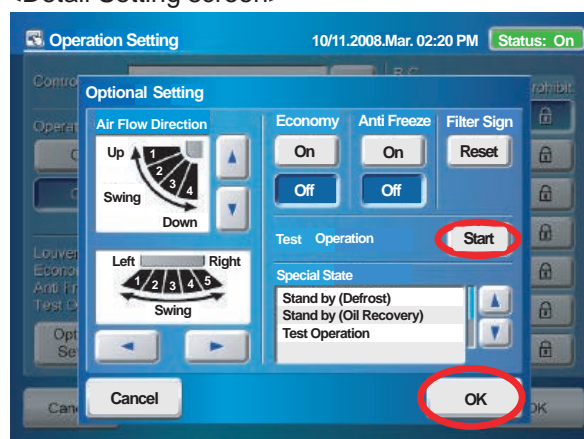 <Detail Setting screen>
Operation Setting
10/11.2008.Mar. 02:20 PM
Status: On
Optional Setting
Air Flow Direction
Up
1
2
3
4
Swing
Down
Left
Right
1 2 3 4 5
Swing
Economy
On
Off
Anti Freeze
On
Off
Filter Sign
Reset
Test Operation
Start
Special State
Stand by (Defrost)
Stand by (Oil Recovery)
Test Operation
Cancel
OK